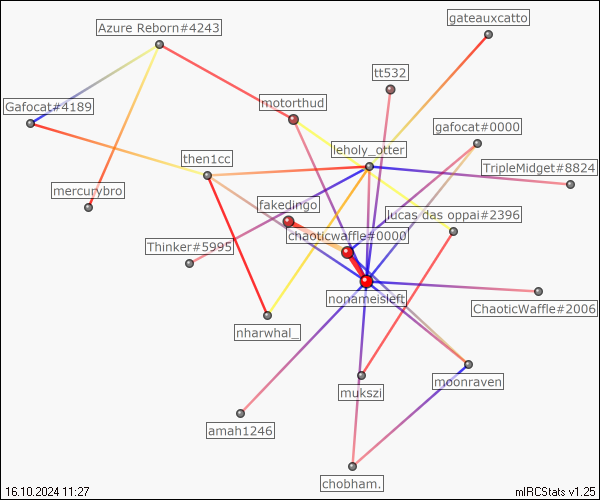 gateauxcatto
Azure Reborn#4243
tt532
motorthud
Gafocat#4189
gafocat#0000
leholy_otter
then1cc
TripleMidget#8824
mercurybro
fakedingo
lucas das oppai#2396
chaoticwaffle#0000
Thinker#5995
nonameisleft
ChaoticWaffle#2006
nharwhal_
moonraven
mukszi
amah1246
chobham.
16.10.2024 11:27
mIRCStats v1.25